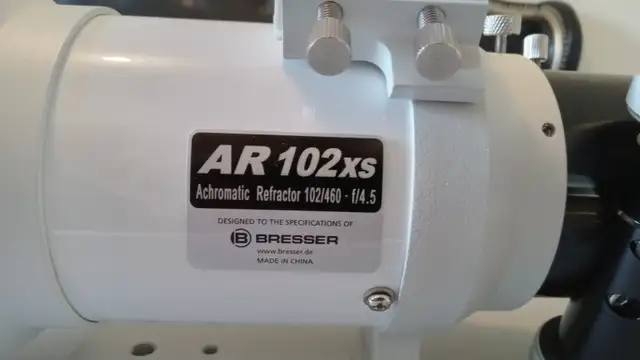 AR 102xs
Achromatic Refractor 102/460 - f/4.5
DESIGNED TO THE SPECIFICATIONS OF
B BRESSER
www.bresser.de
MADE IN CHINA